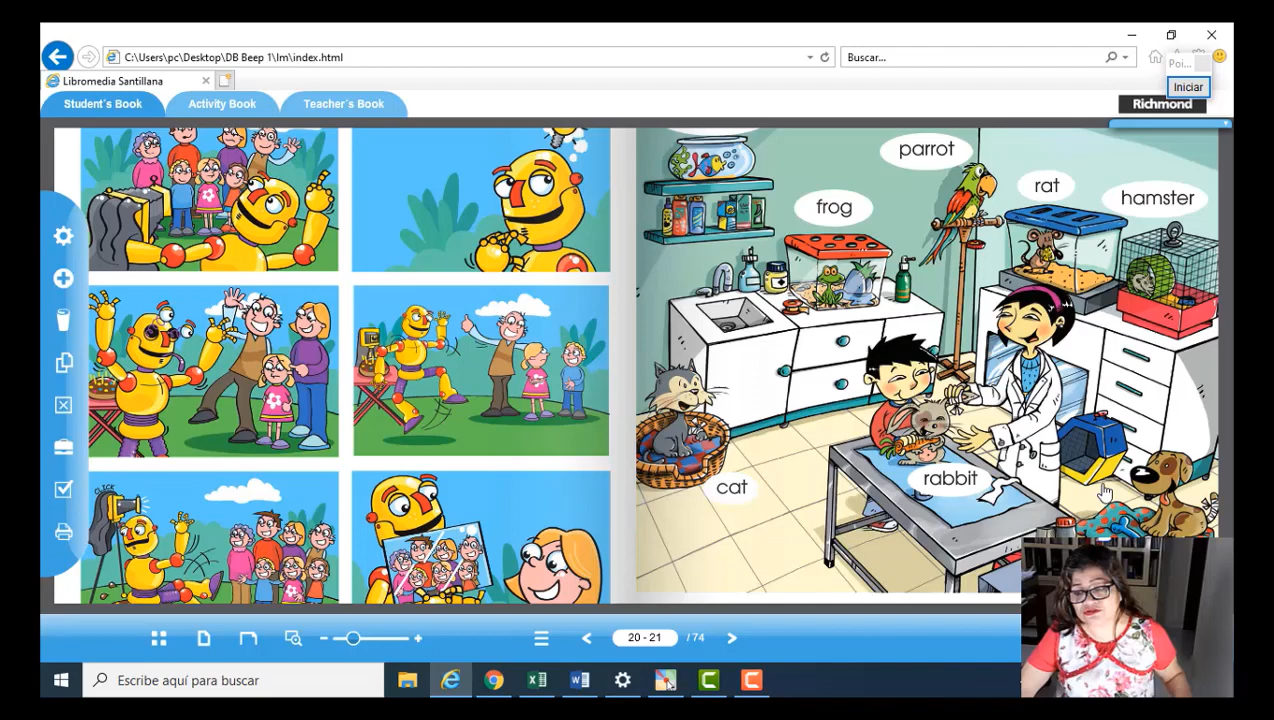 C:\Users\pc\Desktop\DB Beep 1\lm\index.html
Buscar...
Libromedia Santillana
Poi...
Iniciar
Student´s Book
Activity Book
Teacher´s Book
Richmond
parrot
rat
hamster
frog
cat
rabbit
CLICK
20 - 21
/ 74
Escribe aquí para buscar